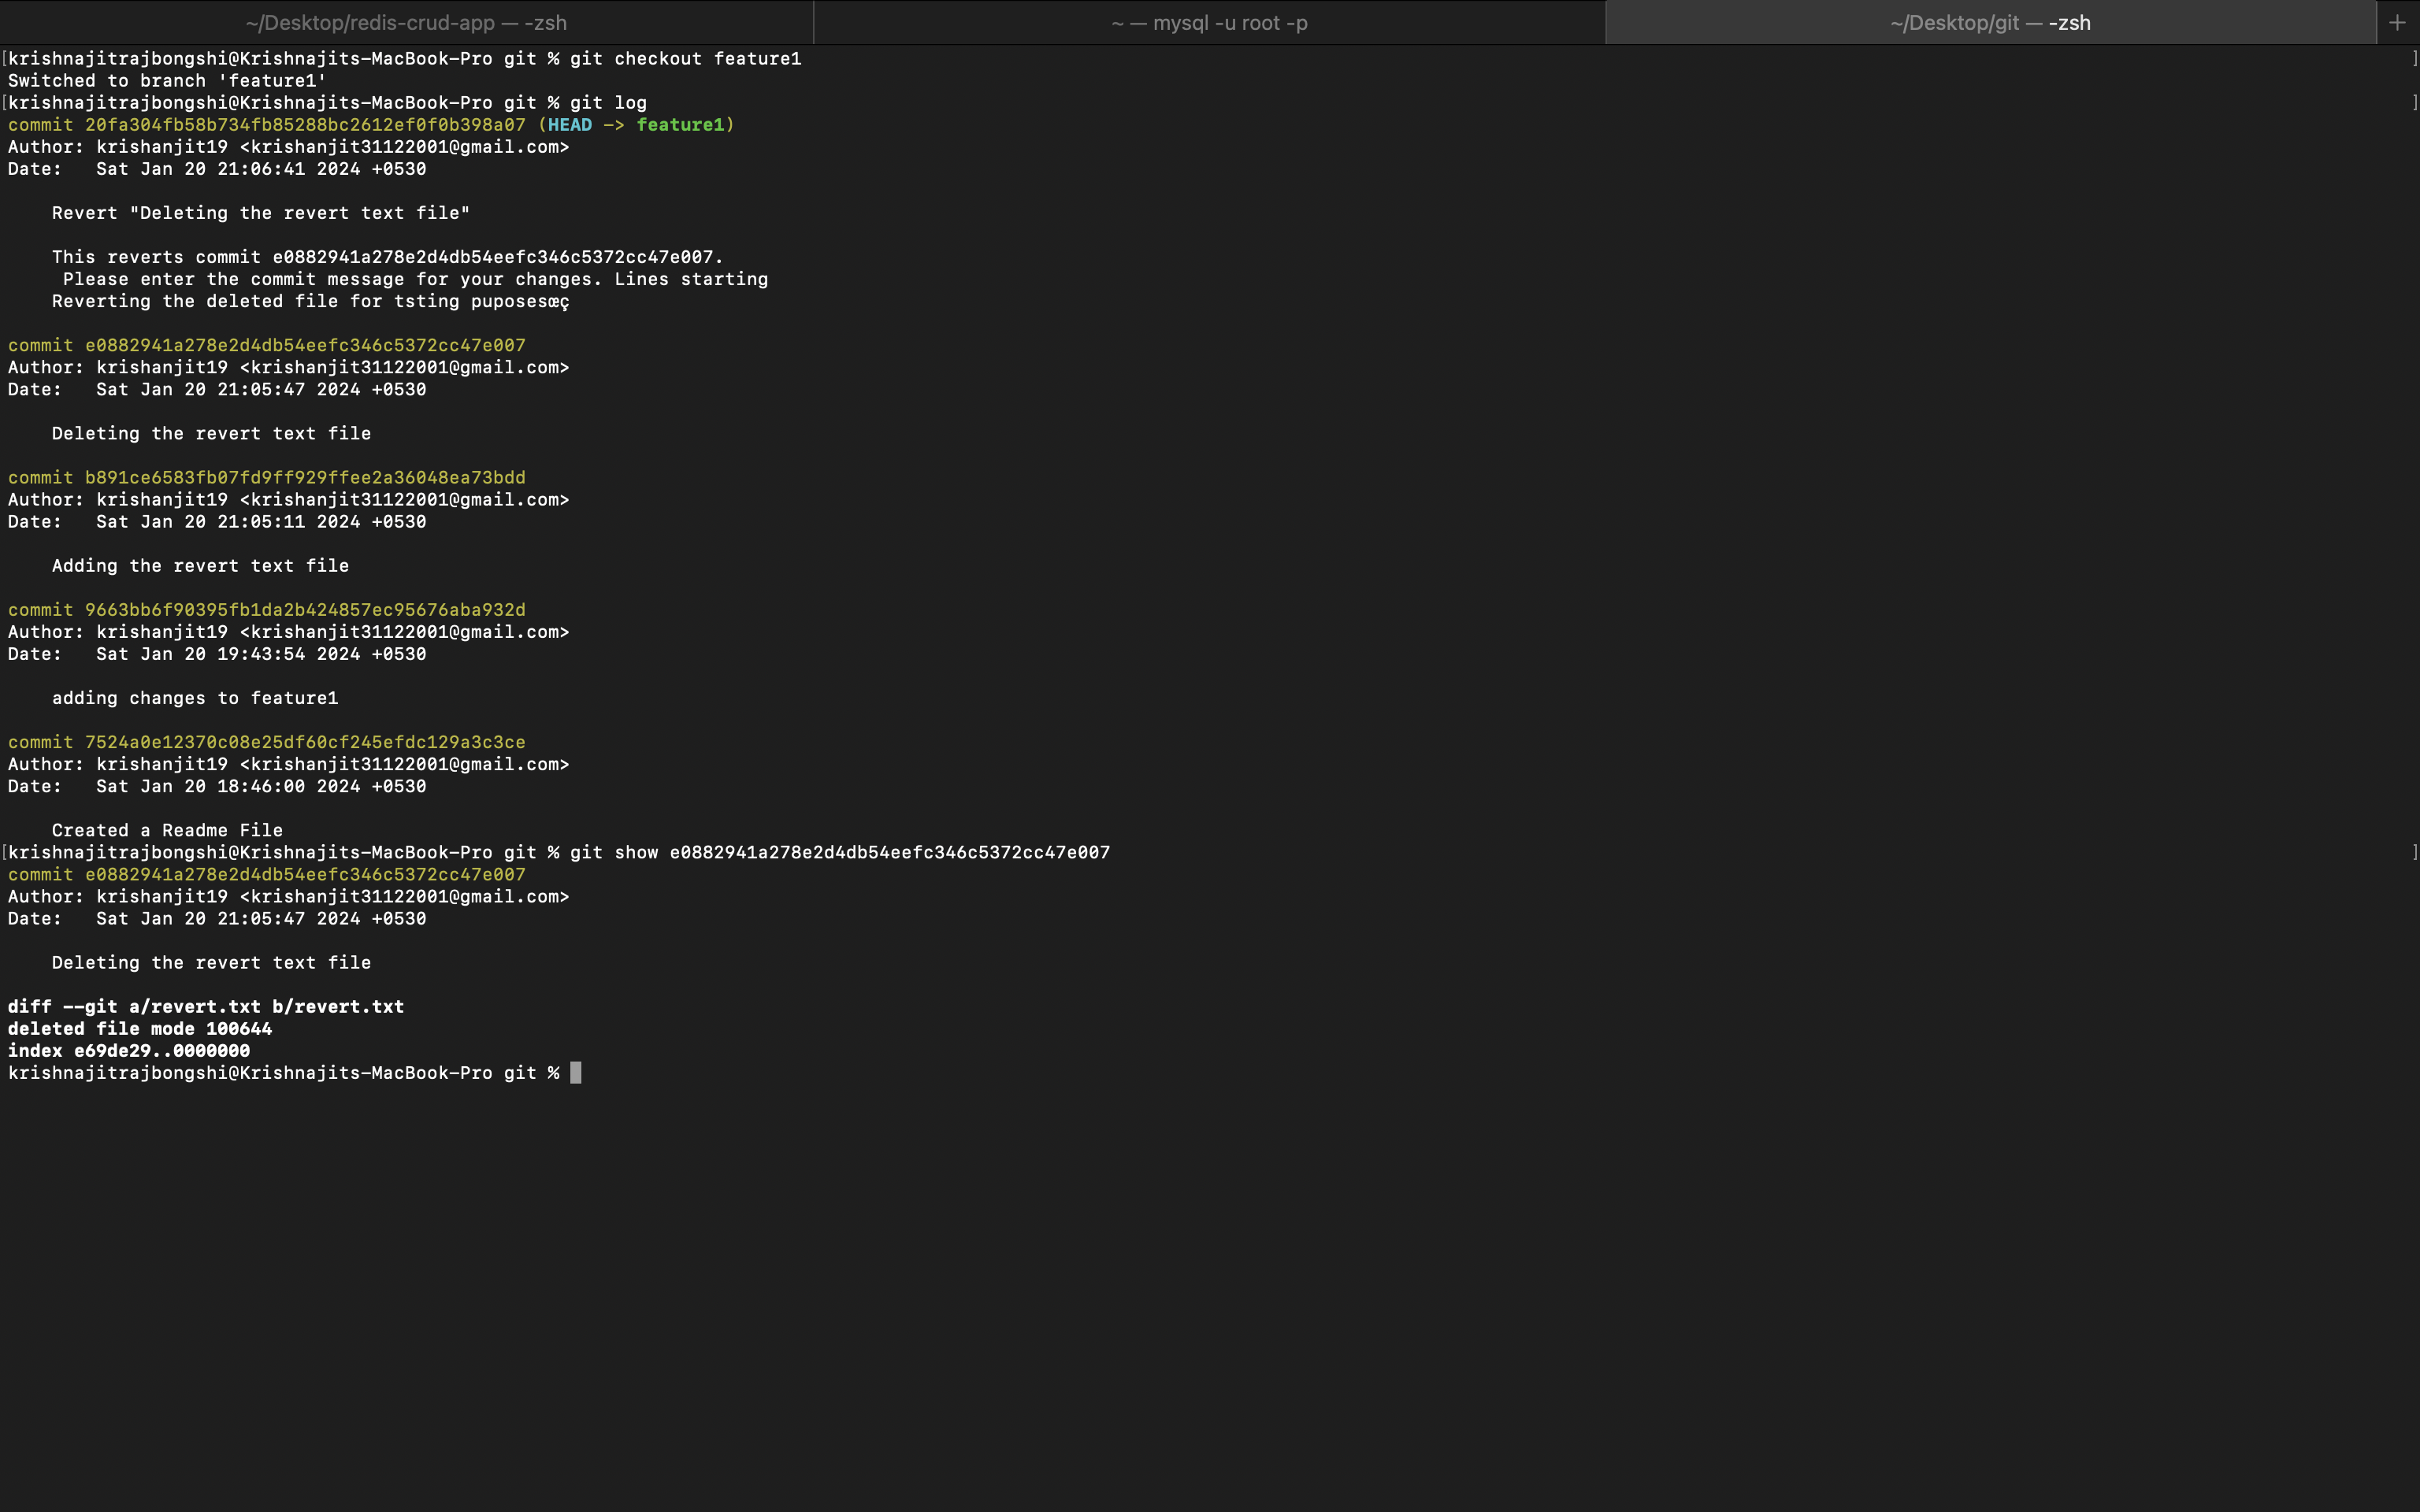 ~/Desktop/redis-crud-app — -zsh
~ — mysql -u root -p
~/Desktop/git — -zsh
+
[krishnajitrajbongshi@Krishnajits-MacBook-Pro git % git checkout feature1 ]
Switched to branch 'feature1'
[krishnajitrajbongshi@Krishnajits-MacBook-Pro git % git log ]
commit 20fa304fb58b734fb85288bc2612ef0f0b398a07 (HEAD -> feature1)
Author: krishanjit19 <krishanjit31122001@gmail.com>
Date:   Sat Jan 20 21:06:41 2024 +0530
    Revert "Deleting the revert text file"
    This reverts commit e0882941a278e2d4db54eefc346c5372cc47e007.
     Please enter the commit message for your changes. Lines starting
    Reverting the deleted file for tsting puposesœç
commit e0882941a278e2d4db54eefc346c5372cc47e007
Author: krishanjit19 <krishanjit31122001@gmail.com>
Date:   Sat Jan 20 21:05:47 2024 +0530
    Deleting the revert text file
commit b891ce6583fb07fd9ff929ffee2a36048ea73bdd
Author: krishanjit19 <krishanjit31122001@gmail.com>
Date:   Sat Jan 20 21:05:11 2024 +0530
    Adding the revert text file
commit 9663bb6f90395fb1da2b424857ec95676aba932d
Author: krishanjit19 <krishanjit31122001@gmail.com>
Date:   Sat Jan 20 19:43:54 2024 +0530
    adding changes to feature1
commit 7524a0e12370c08e25df60cf245efdc129a3c3ce
Author: krishanjit19 <krishanjit31122001@gmail.com>
Date:   Sat Jan 20 18:46:00 2024 +0530
    Created a Readme File
[krishnajitrajbongshi@Krishnajits-MacBook-Pro git % git show e0882941a278e2d4db54eefc346c5372cc47e007 ]
commit e0882941a278e2d4db54eefc346c5372cc47e007
Author: krishanjit19 <krishanjit31122001@gmail.com>
Date:   Sat Jan 20 21:05:47 2024 +0530
    Deleting the revert text file
diff --git a/revert.txt b/revert.txt
deleted file mode 100644
index e69de29..0000000
krishnajitrajbongshi@Krishnajits-MacBook-Pro git %